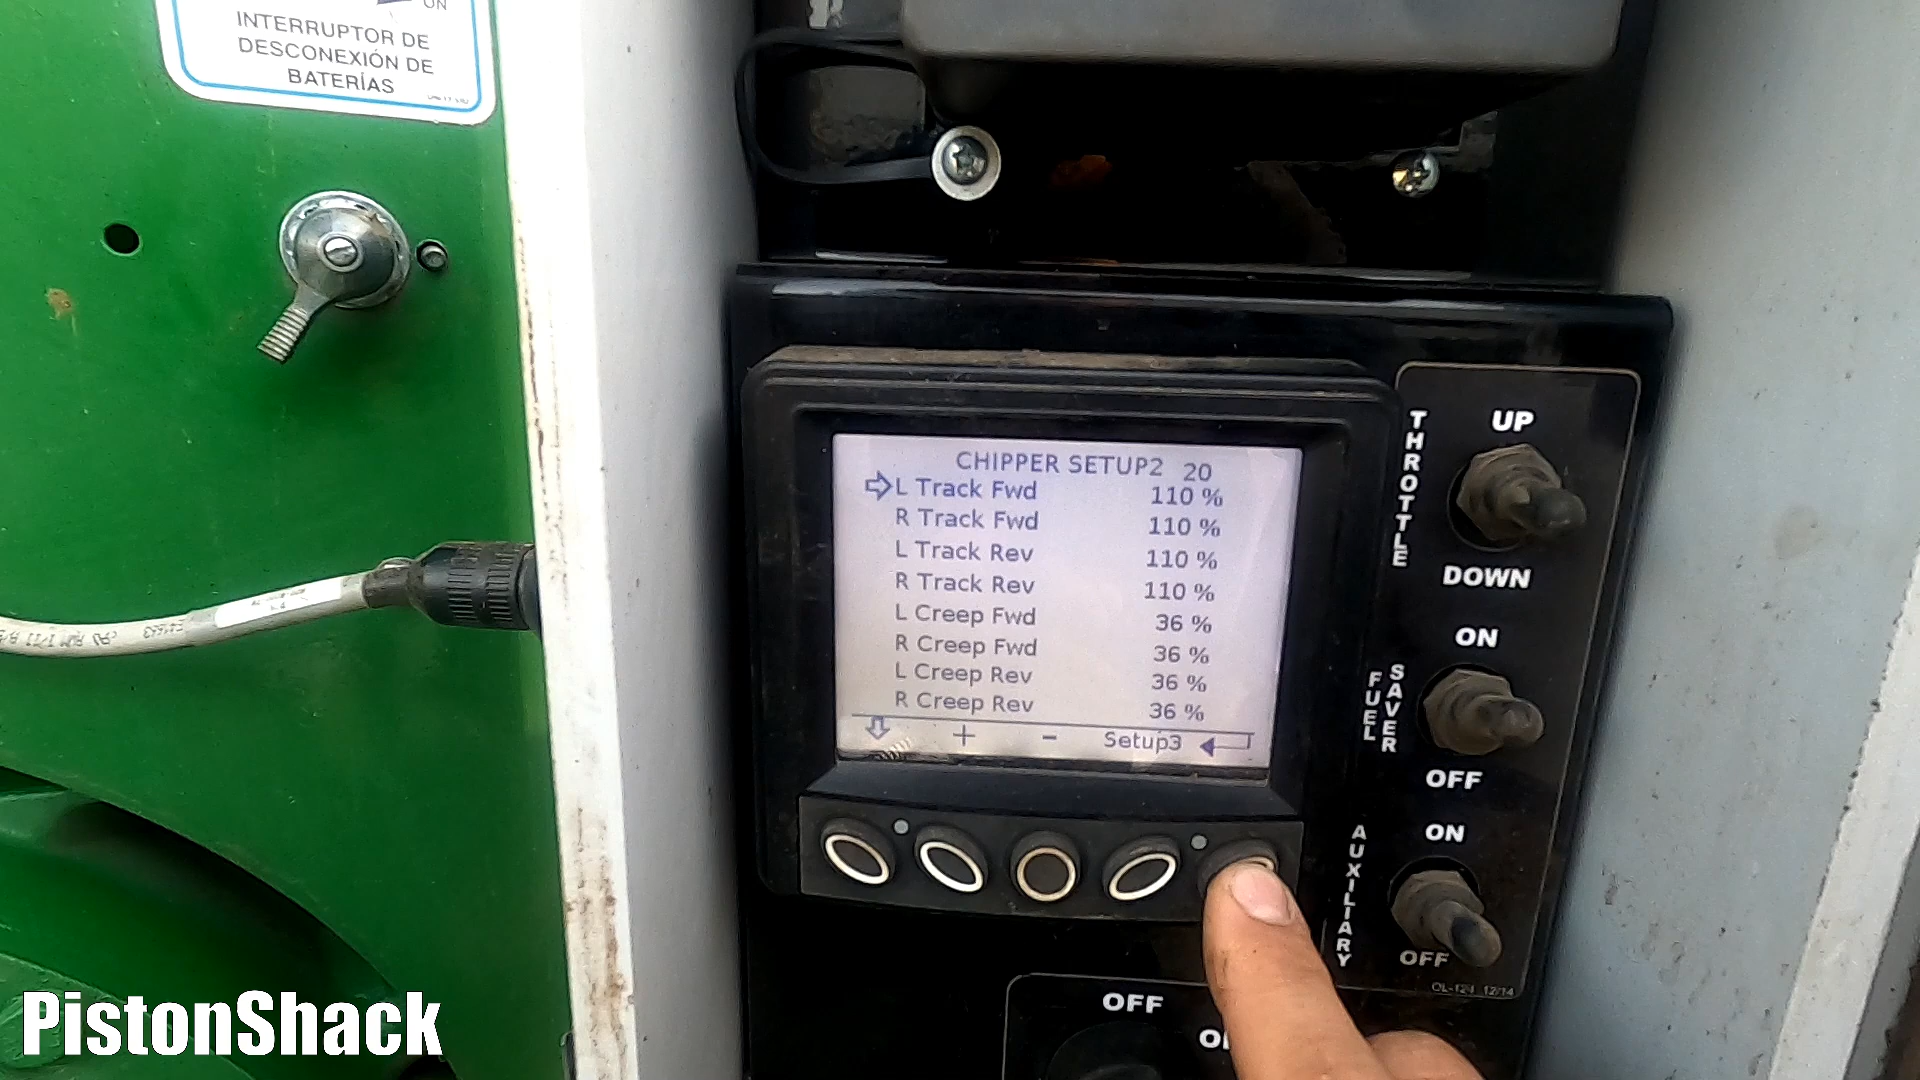 ON
INTERRUPTOR DE
DESCONEXIÓN DE
BATERÍAS
CHIPPER SETUP2 20
L Track Fwd 110 %
R Track Fwd 110 %
L Track Rev 110 %
R Track Rev 110 %
L Creep Fwd 36 %
R Creep Fwd 36 %
L Creep Rev 36 %
R Creep Rev 36 %
+ - Setup3
THROTTLE
UP
DOWN
FUEL SAVER
ON
OFF
AUXILIARY
ON
OFF
12/14
OFF
PistonShack